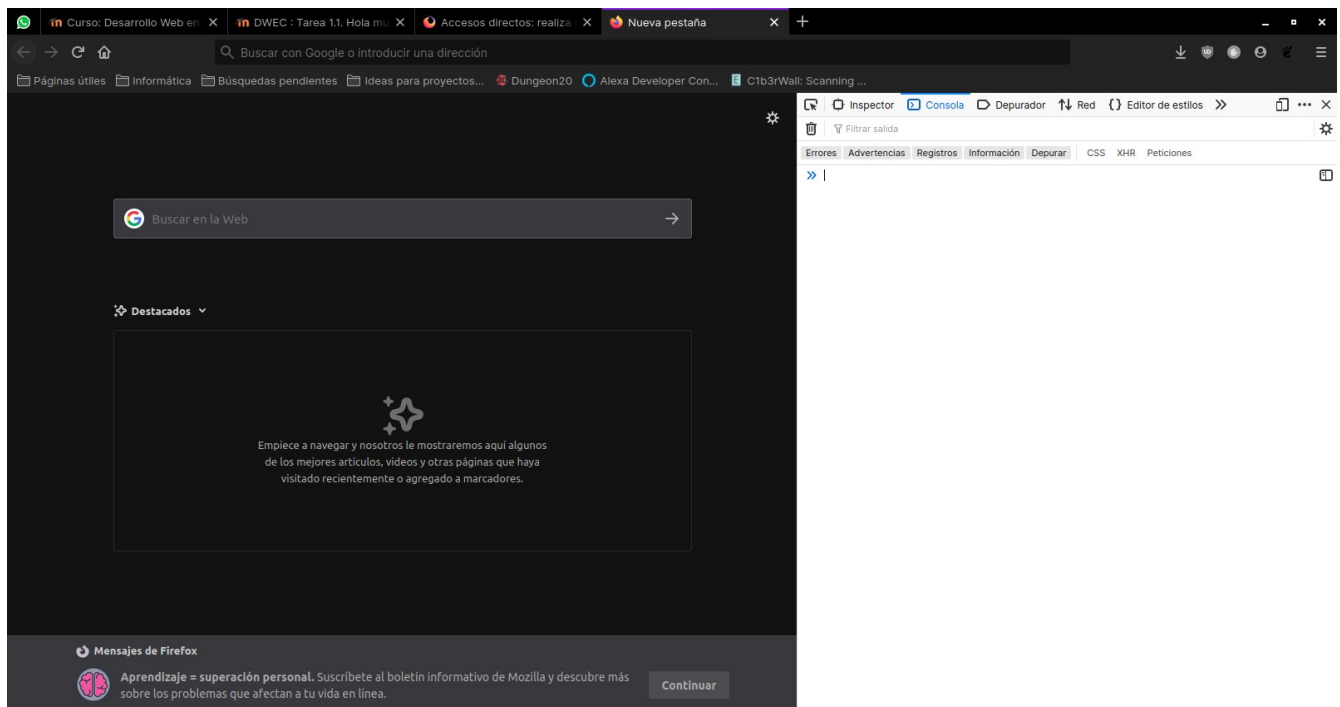 Curso: Desarrollo Web en
DWEC : Tarea 1.1. Hola mu
Accesos directos: realiza
Nueva pestaña
Buscar con Google o introducir una dirección
Páginas útiles Informática Búsquedas pendientes Ideas para proyectos... Dungeon20 Alexa Developer Con... C1b3rWall: Scanning ...
Inspector Consola Depurador Red Editor de estilos
Filtrar salida
Errores Advertencias Registros Información Depurar CSS XHR Peticiones
Buscar en la Web
Destacados
Empiece a navegar y nosotros le mostraremos aquí algunos
de los mejores artículos, videos y otras páginas que haya
visitado recientemente o agregado a marcadores.
Mensajes de Firefox
Aprendizaje = superación personal. Suscríbete al boletín informativo de Mozilla y descubre más
sobre los problemas que afectan a tu vida en línea.
Continuar